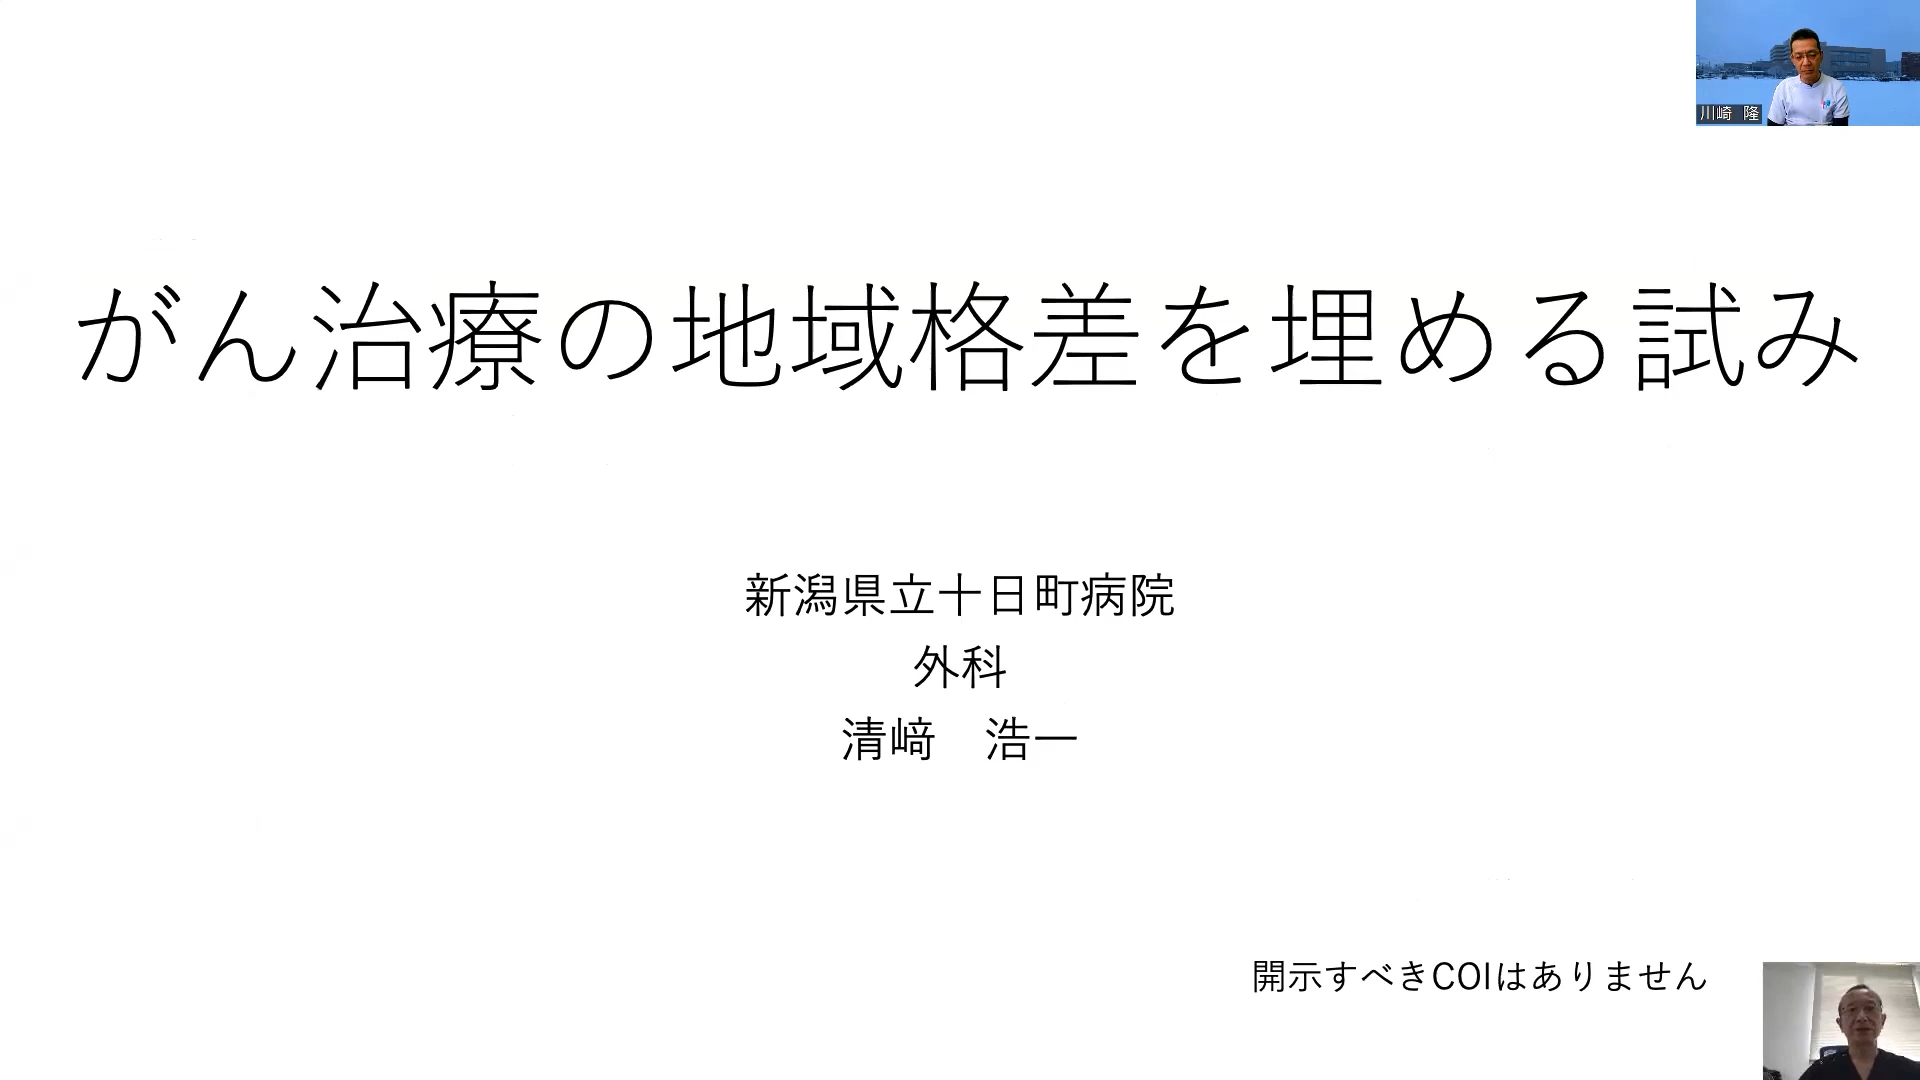 川崎 隆
がん治療の地域格差を埋める試み
新潟県立十日町病院
外科
清﨑　浩一
開示すべきCOIはありません